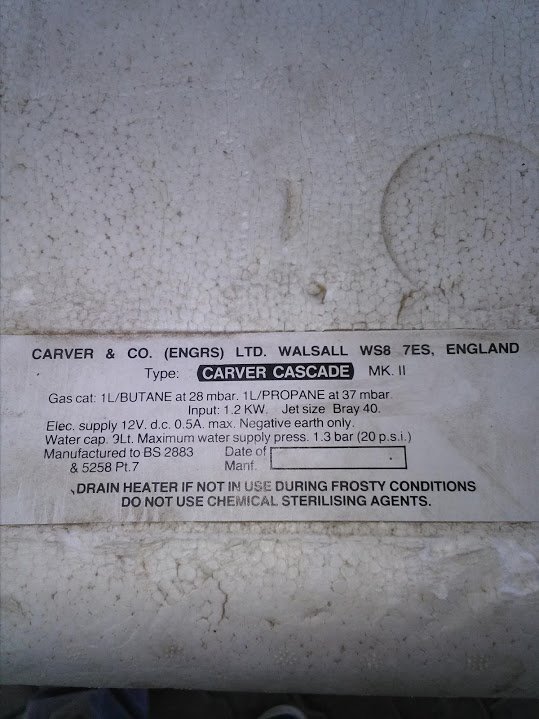 CARVER & CO. (ENGRS) LTD. WALSALL WS8 7ES, ENGLAND
Type: CARVER CASCADE MK. II
Gas cat: 1L/BUTANE at 28 mbar. 1L/PROPANE at 37 mbar.
Input: 1.2 KW. Jet size Bray 40.
Elec. supply 12V. d.c. 0.5A. max. Negative earth only.
Water cap. 9Lt. Maximum water supply press. 1.3 bar (20 p.s.i.)
Manufactured to BS 2883 Date of
& 5258 Pt.7 Manf.
DRAIN HEATER IF NOT IN USE DURING FROSTY CONDITIONS
DO NOT USE CHEMICAL STERILISING AGENTS.